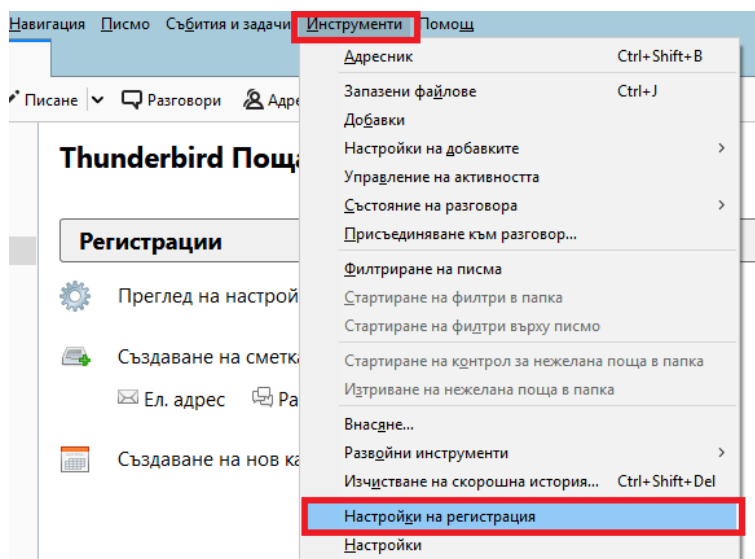 Навигация Писмо Събития и задачи Инструменти Помощ
Писане Разговори Адре
Thunderbird Поща
Регистрации
Преглед на настрой
Създаване на сметка
Ел. адрес Ра
Създаване на нов ка
Адресник Ctrl+Shift+B
Запазени файлове Ctrl+J
Добавки
Настройки на добавките
Управление на активността
Състояние на разговора
Присъединяване към разговор...
Филтриране на писма
Стартиране на филтри в папка
Стартиране на филтри върху писмо
Стартиране на контрол за нежелана поща в папка
Изтриване на нежелана поща в папка
Внасяне...
Развойни инструменти
Изчистване на скорошна история... Ctrl+Shift+Del
Настройки на регистрация
Настройки